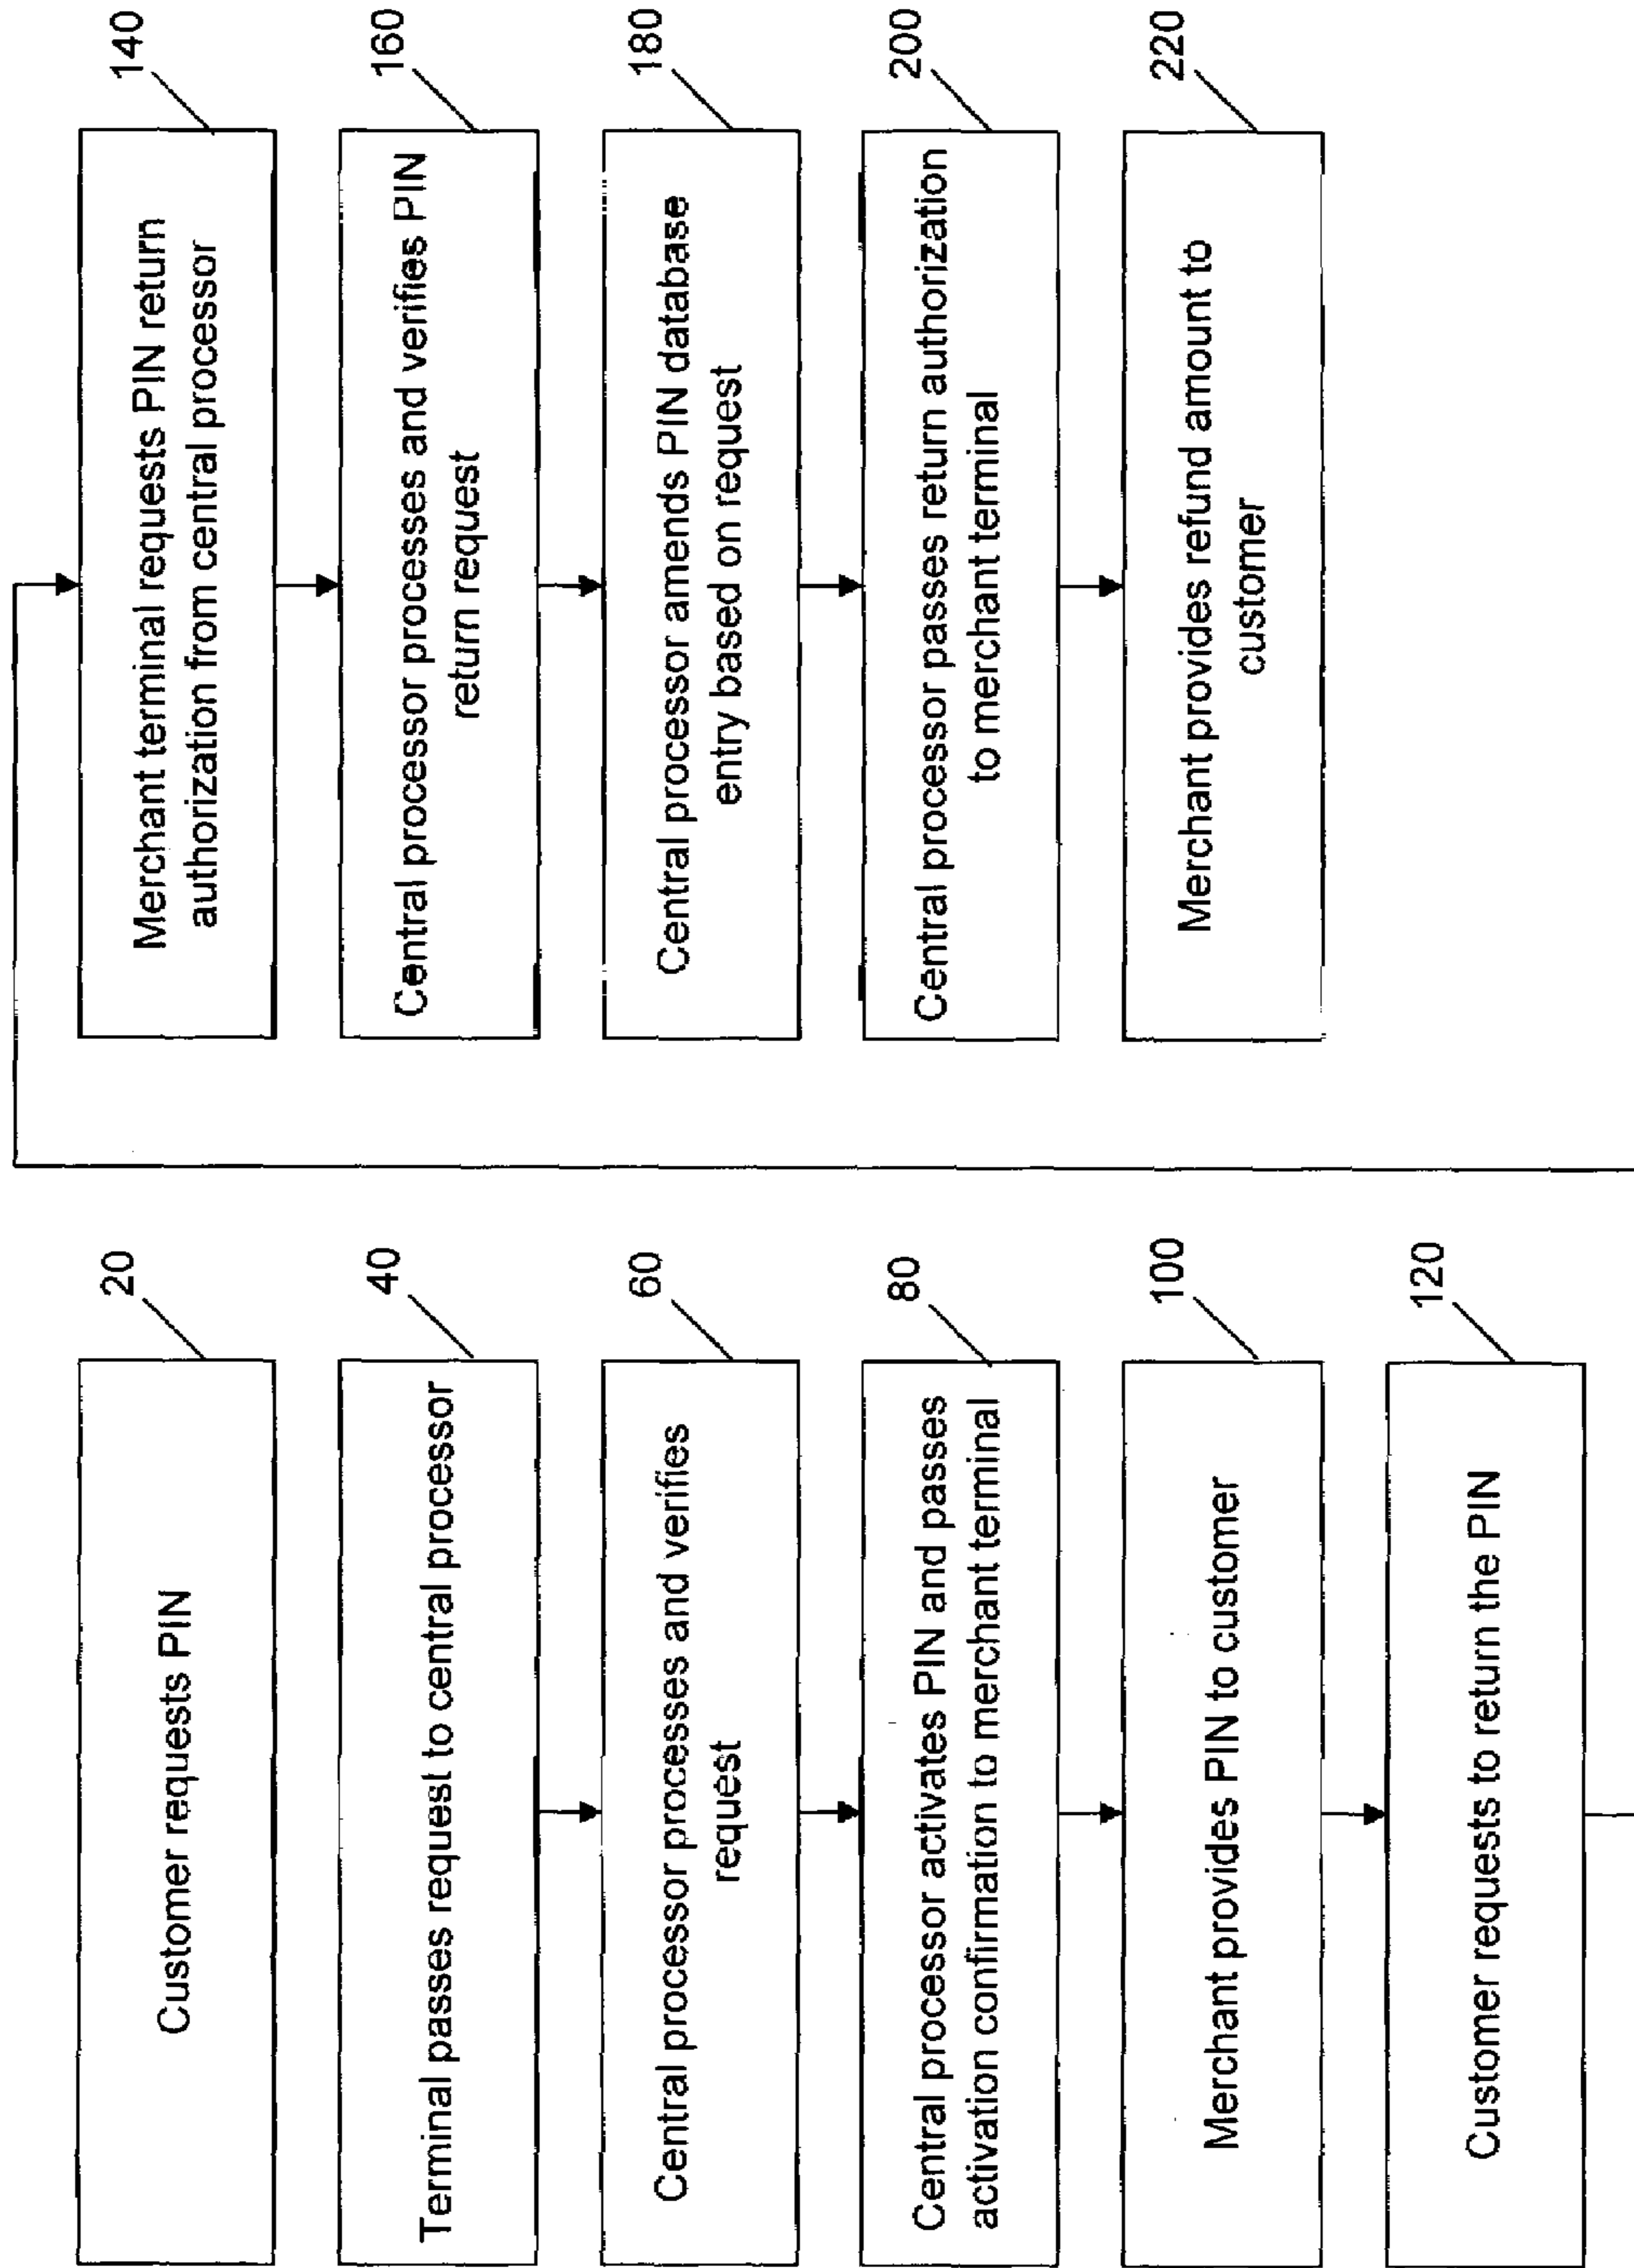 Customer requests PIN
20
Terminal passes request to central processor
40
Central processor processes and verifies
request
60
Central processor activates PIN and passes
activation confirmation to merchant terminal
80
Merchant provides PIN to customer
100
Customer requests to return the PIN
120
Merchant terminal requests PIN return
authorization from central processor
140
Central processor processes and verifies PIN
return request
160
Central processor amends PIN database
entry based on request
180
Central processor passes return authorization
to merchant terminal
200
Merchant provides refund amount to
customer
220